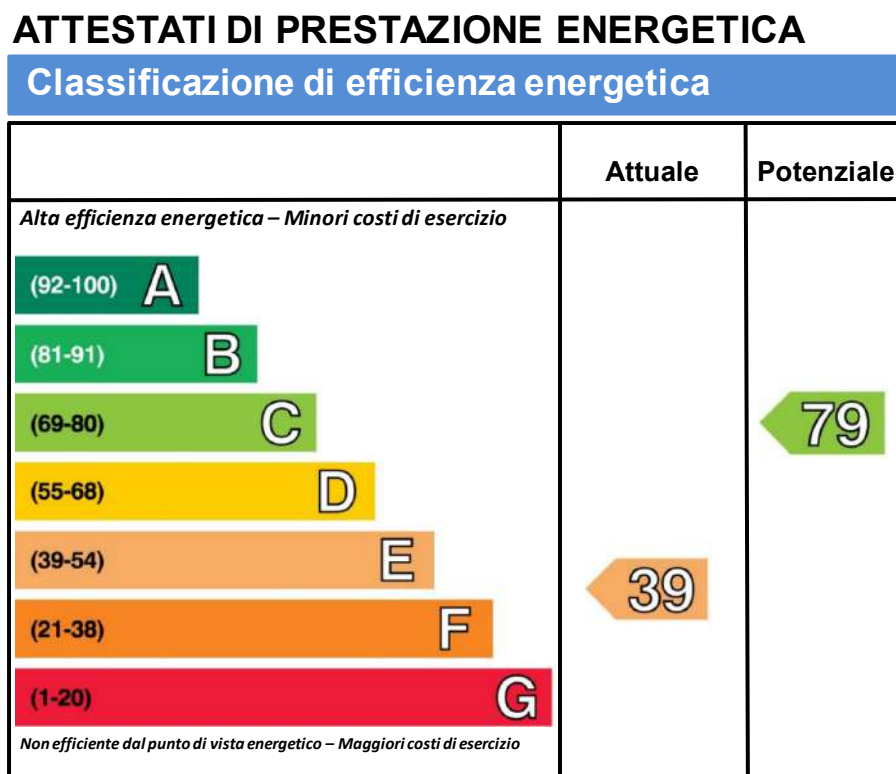 ATTESTATI DI PRESTAZIONE ENERGETICA
Classificazione di efficienza energetica
Attuale Potenziale
Alta efficienza energetica – Minori costi di esercizio
(92-100) A
(81-91) B
(69-80) C
79
(55-68) D
(39-54) E
39
(21-38) F
(1-20) G
Non efficiente dal punto di vista energetico – Maggiori costi di esercizio